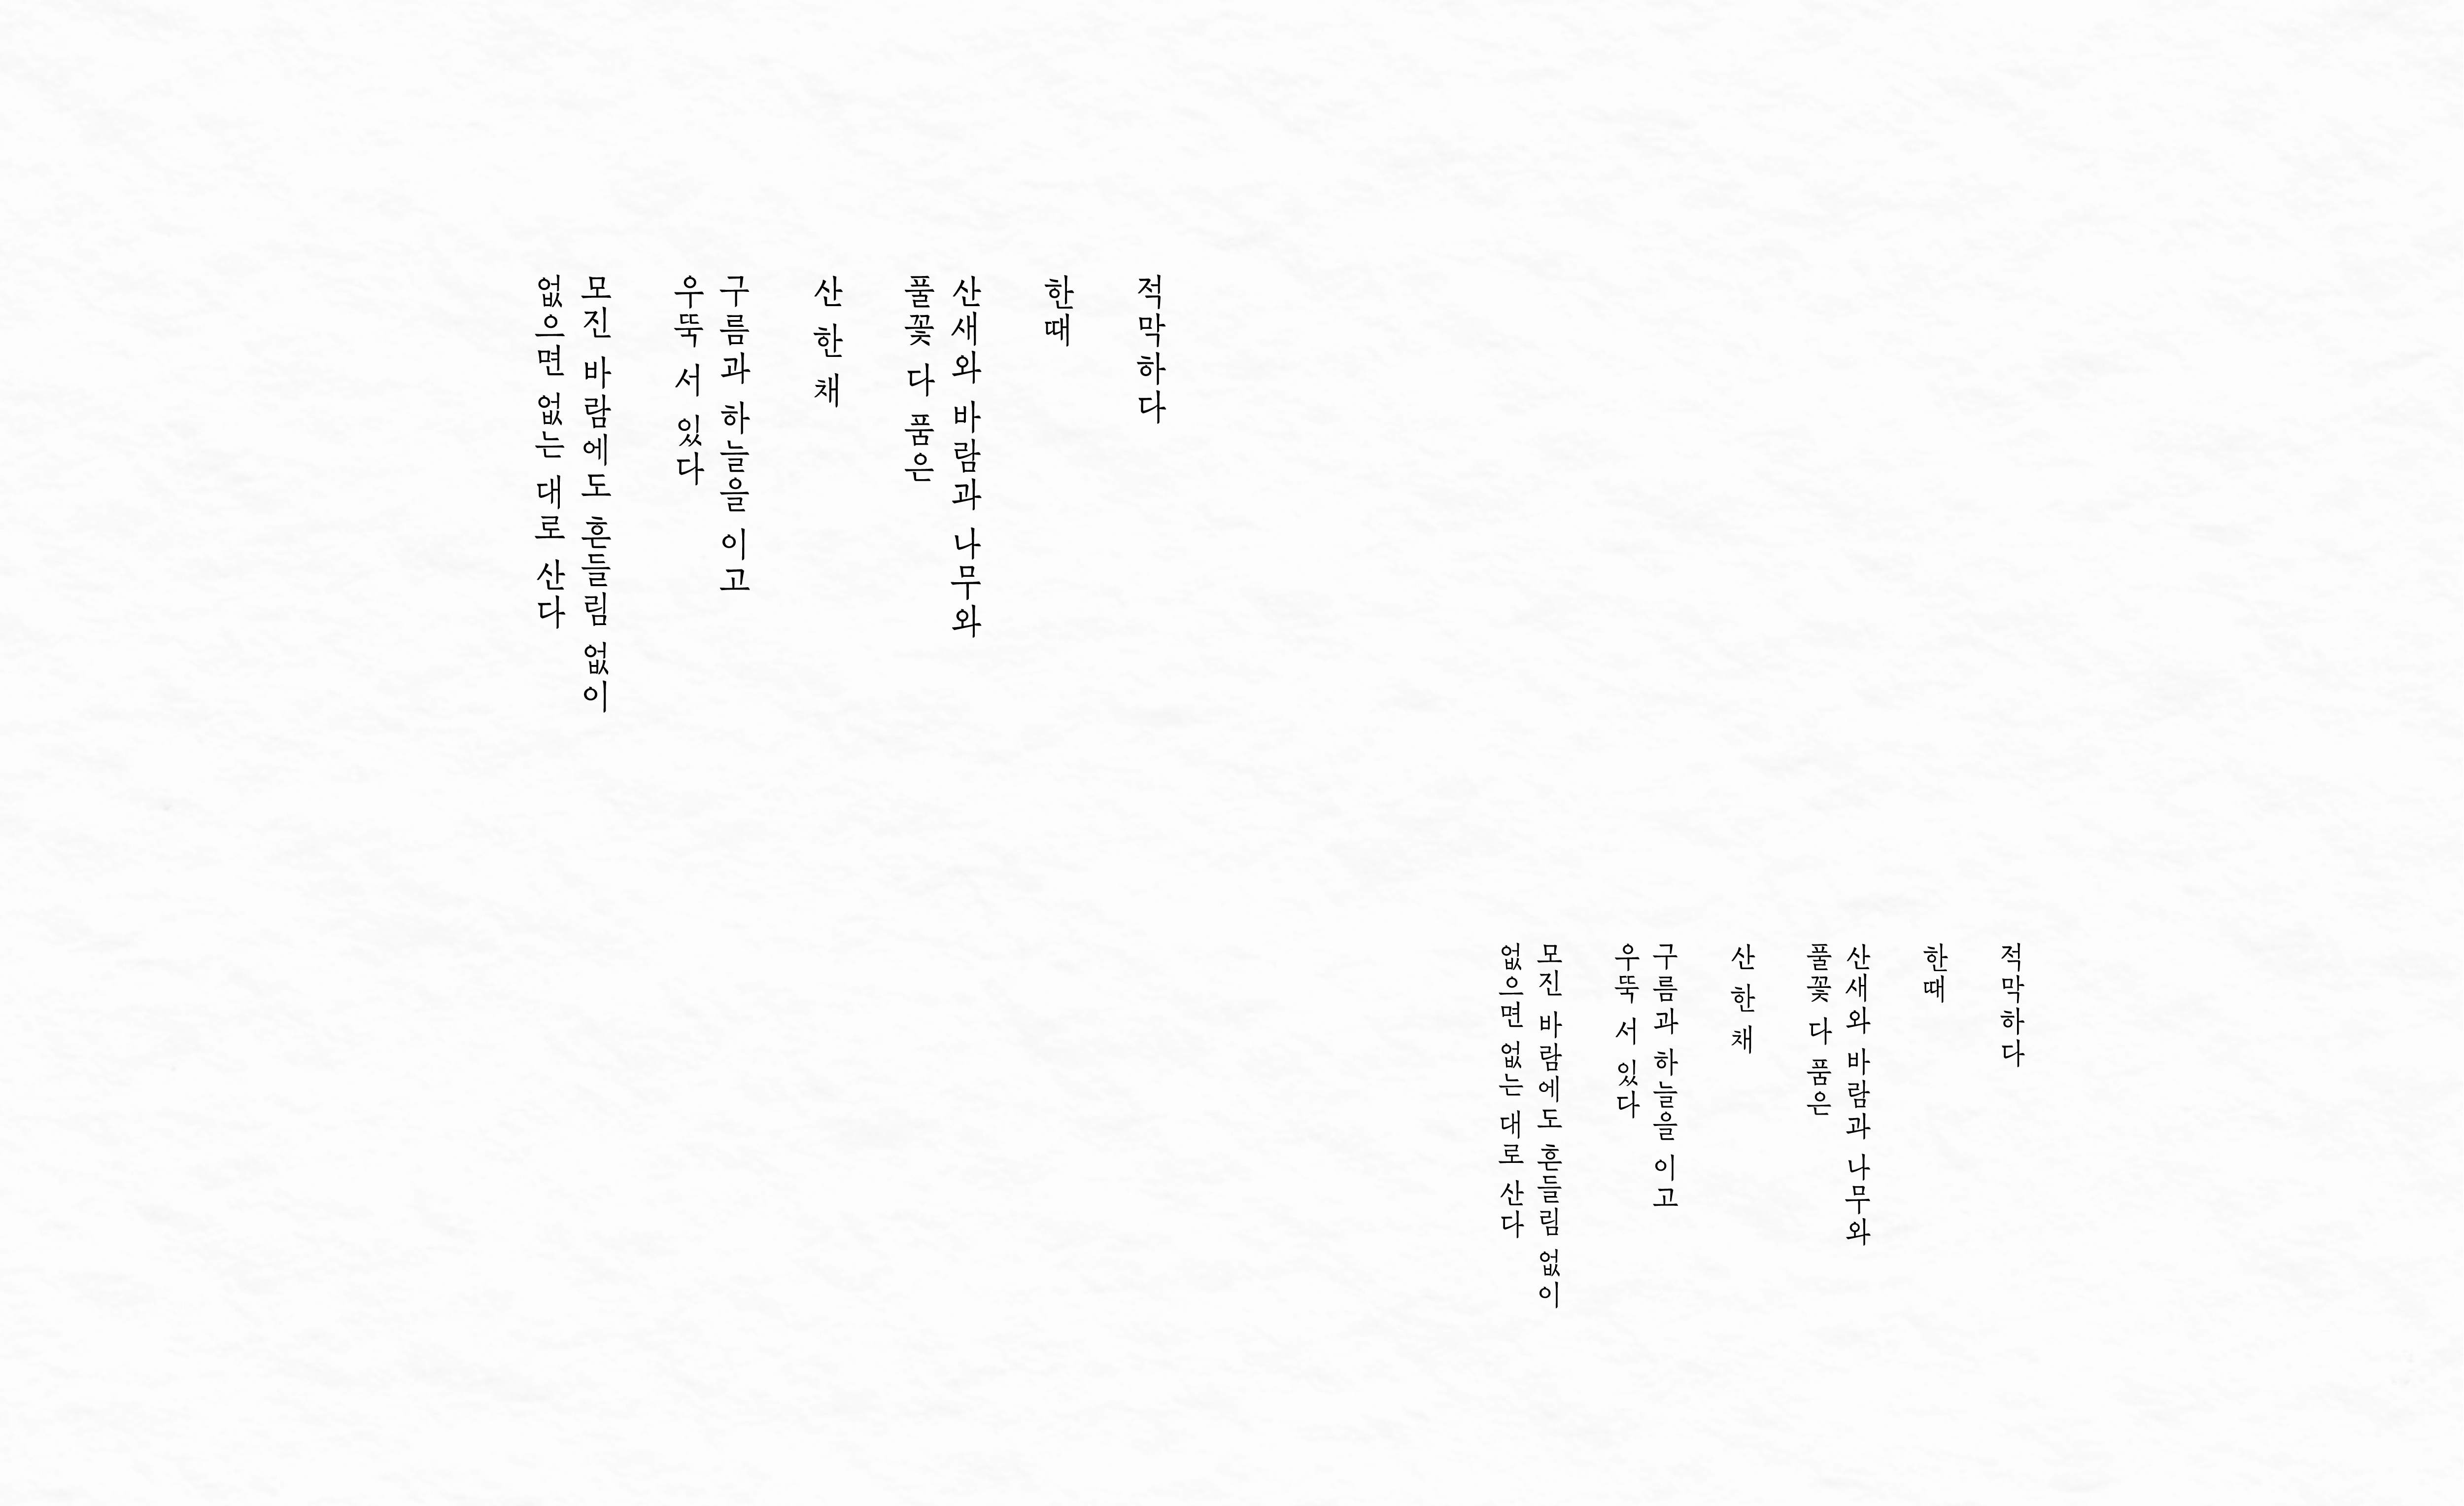 적막하다
한때
산새와 바람과 나무와
풀꽃 다 품은
산 한 채
구름과 하늘을 이고
우뚝 서 있다
모진 바람에도 흔들림 없이
없으면 없는 대로 산다
적막하다
한때
산새와 바람과 나무와
풀꽃 다 품은
산 한 채
구름과 하늘을 이고
우뚝 서 있다
모진 바람에도 흔들림 없이
없으면 없는 대로 산다